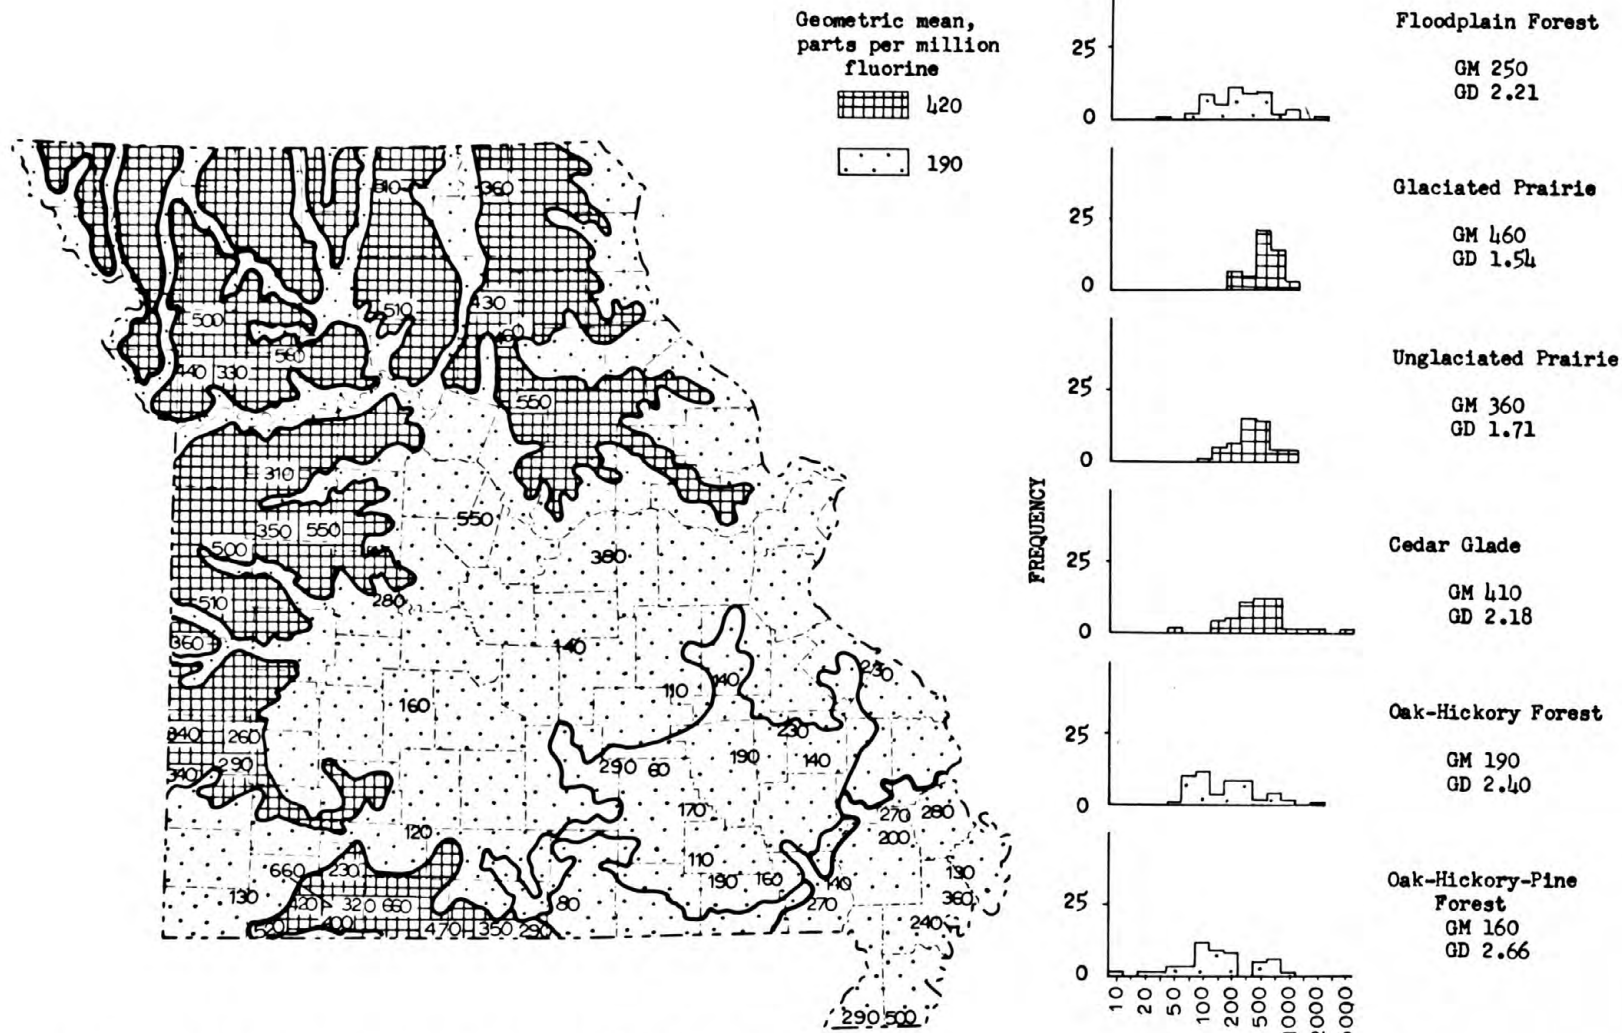 Geometric mean,
parts per million
fluorine
420
190
510
360
500
510
430
560
440 330
550
310
350 550
500
550
380
280
510
360
140
230
110 140
160
340 260
230
190 140
290
290 60
340
170
270 280
120
200
110
660 230
190 160
130
130
140
420 320 660
80
270
360
400
240
520
470 350 290
290 500
FREQUENCY
25
0
Floodplain Forest
GM 250
GD 2.21
25
0
Glaciated Prairie
GM 460
GD 1.54
25
0
Unglaciated Prairie
GM 360
GD 1.71
25
0
Cedar Glade
GM 410
GD 2.18
25
0
Oak-Hickory Forest
GM 190
GD 2.40
25
0
Oak-Hickory-Pine
Forest
GM 160
GD 2.66
10
20
50
100
200
500
1000
2000